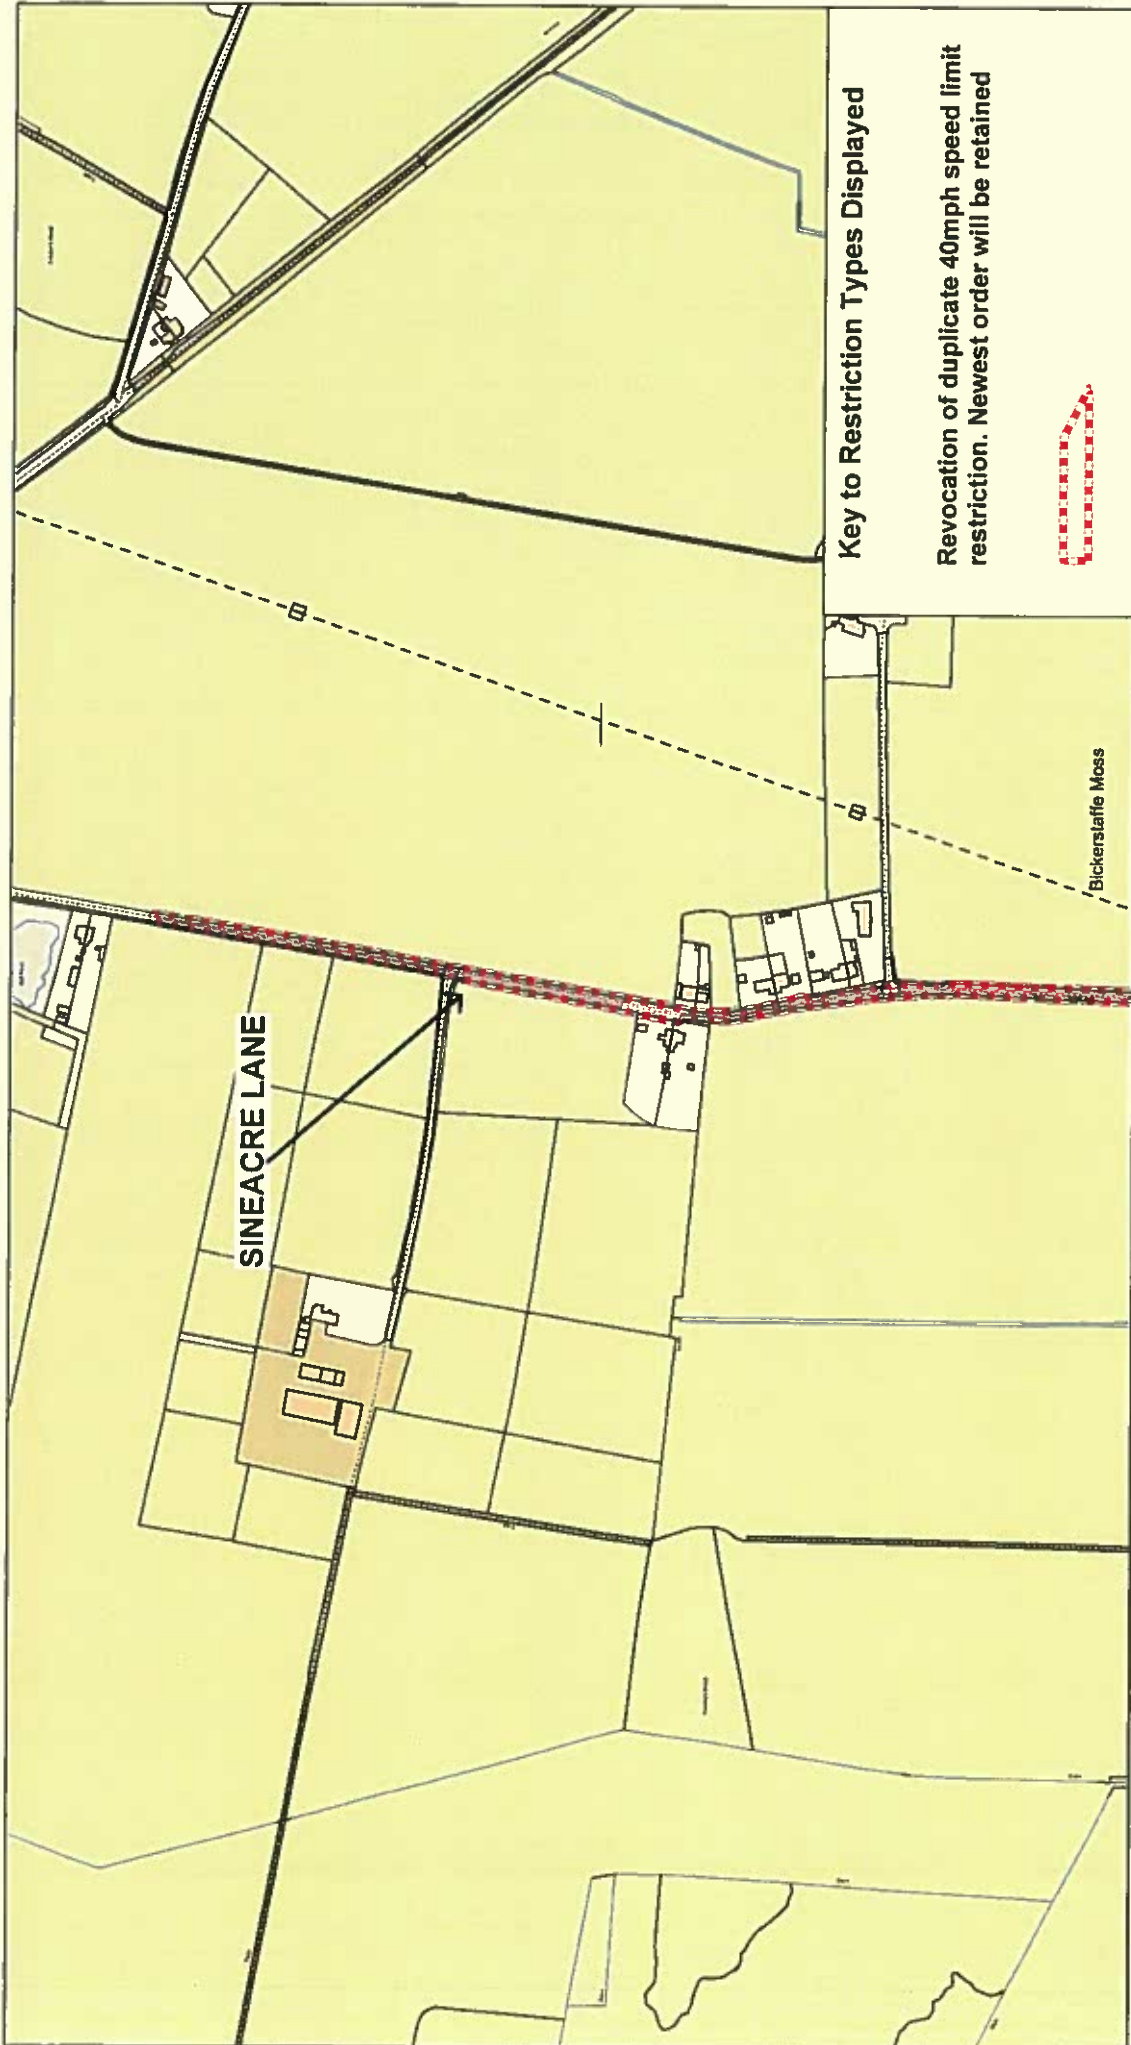 SINEACRE LANE
Bickerstaffe Moss
Key to Restriction Types Displayed
Revocation of duplicate 40mph speed limit
restriction. Newest order will be retained